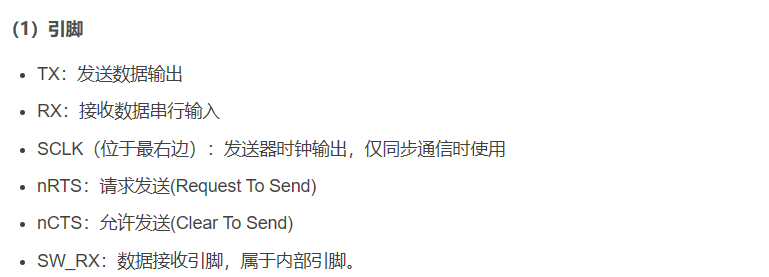 （1）引脚
TX：发送数据输出
RX：接收数据串行输入
SCLK（位于最右边）：发送器时钟输出，仅同步通信时使用
nRTS：请求发送(Request To Send)
nCTS：允许发送(Clear To Send)
SW_RX：数据接收引脚，属于内部引脚。